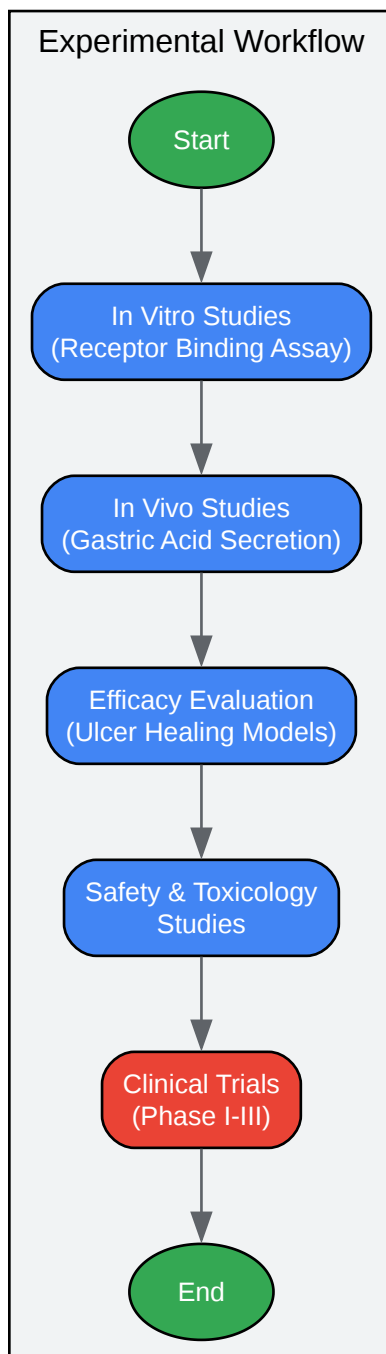 Experimental Workflow
Start
In Vitro Studies
(Receptor Binding Assay)
In Vivo Studies
(Gastric Acid Secretion)
Efficacy Evaluation
(Ulcer Healing Models)
Safety & Toxicology
Studies
Clinical Trials
(Phase I-III)
End